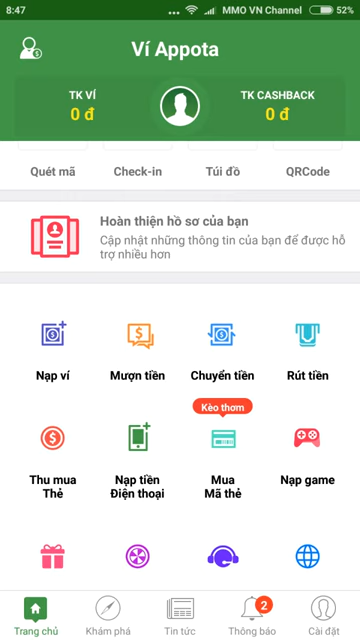 8:47
MMO VN Channel
52%
Ví Appota
TK VÍ
TK CASHBACK
0 đ
0 đ
Quét mã
Check-in
Túi đồ
QRCode
Hoàn thiện hồ sơ của bạn
Cập nhật những thông tin của bạn để được hỗ
trợ nhiều hơn
Nạp ví
Mượn tiền
Chuyển tiền
Rút tiền
Kèo thơm
Thu mua
Thẻ
Nạp tiền
Điện thoại
Mua
Mã thẻ
Nạp game
2
Trang chủ
Khám phá
Tin tức
Thông báo
Cài đặt